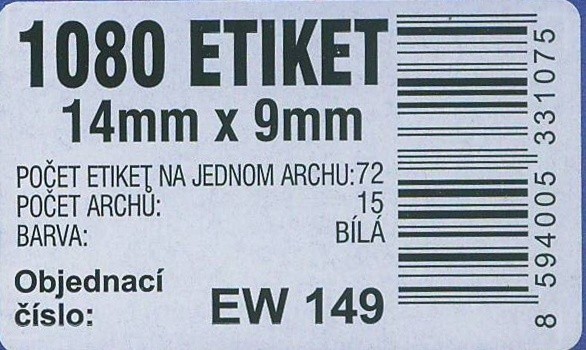 1080 ETIKET
14mm x 9mm
POČET ETIKET NA JEDNOM ARCHU:72
POČET ARCHŮ: 15
BARVA: BÍLÁ
Objednací
číslo: EW 149
8 594005 331075